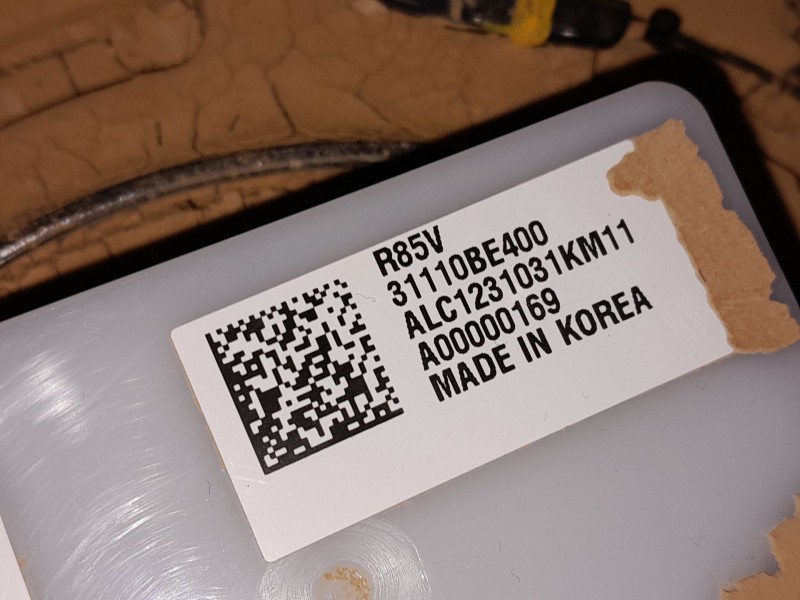 R85V
31110BE400
ALC1231031KM11
A00000169
MADE IN KOREA